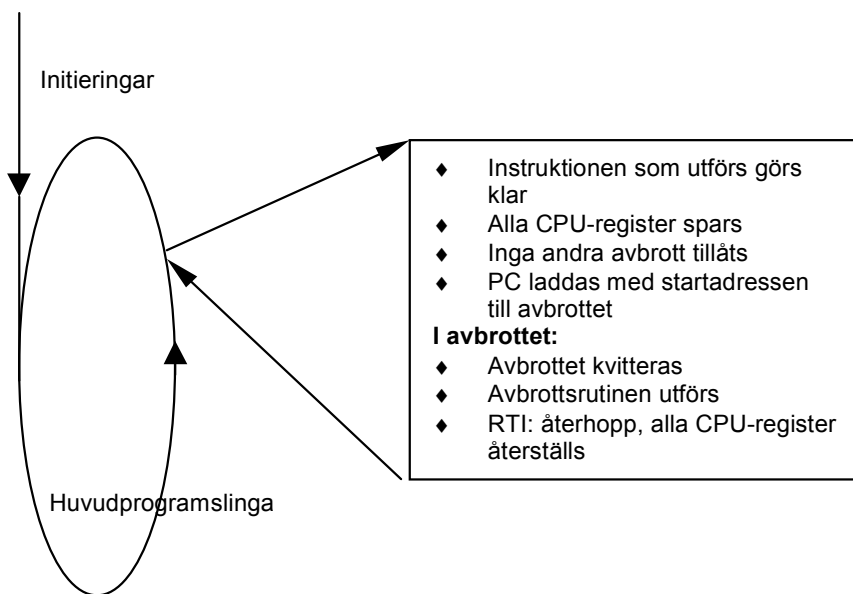 Initieringar
♦ Instruktionen som utförs görs
klar
♦ Alla CPU-register spars
♦ Inga andra avbrott tillåts
♦ PC laddas med startadressen
till avbrottet
I avbrottet:
♦ Avbrottet kvitteras
♦ Avbrottsrutinen utförs
♦ RTI: återhopp, alla CPU-register
återställs
Huvudprogramslinga